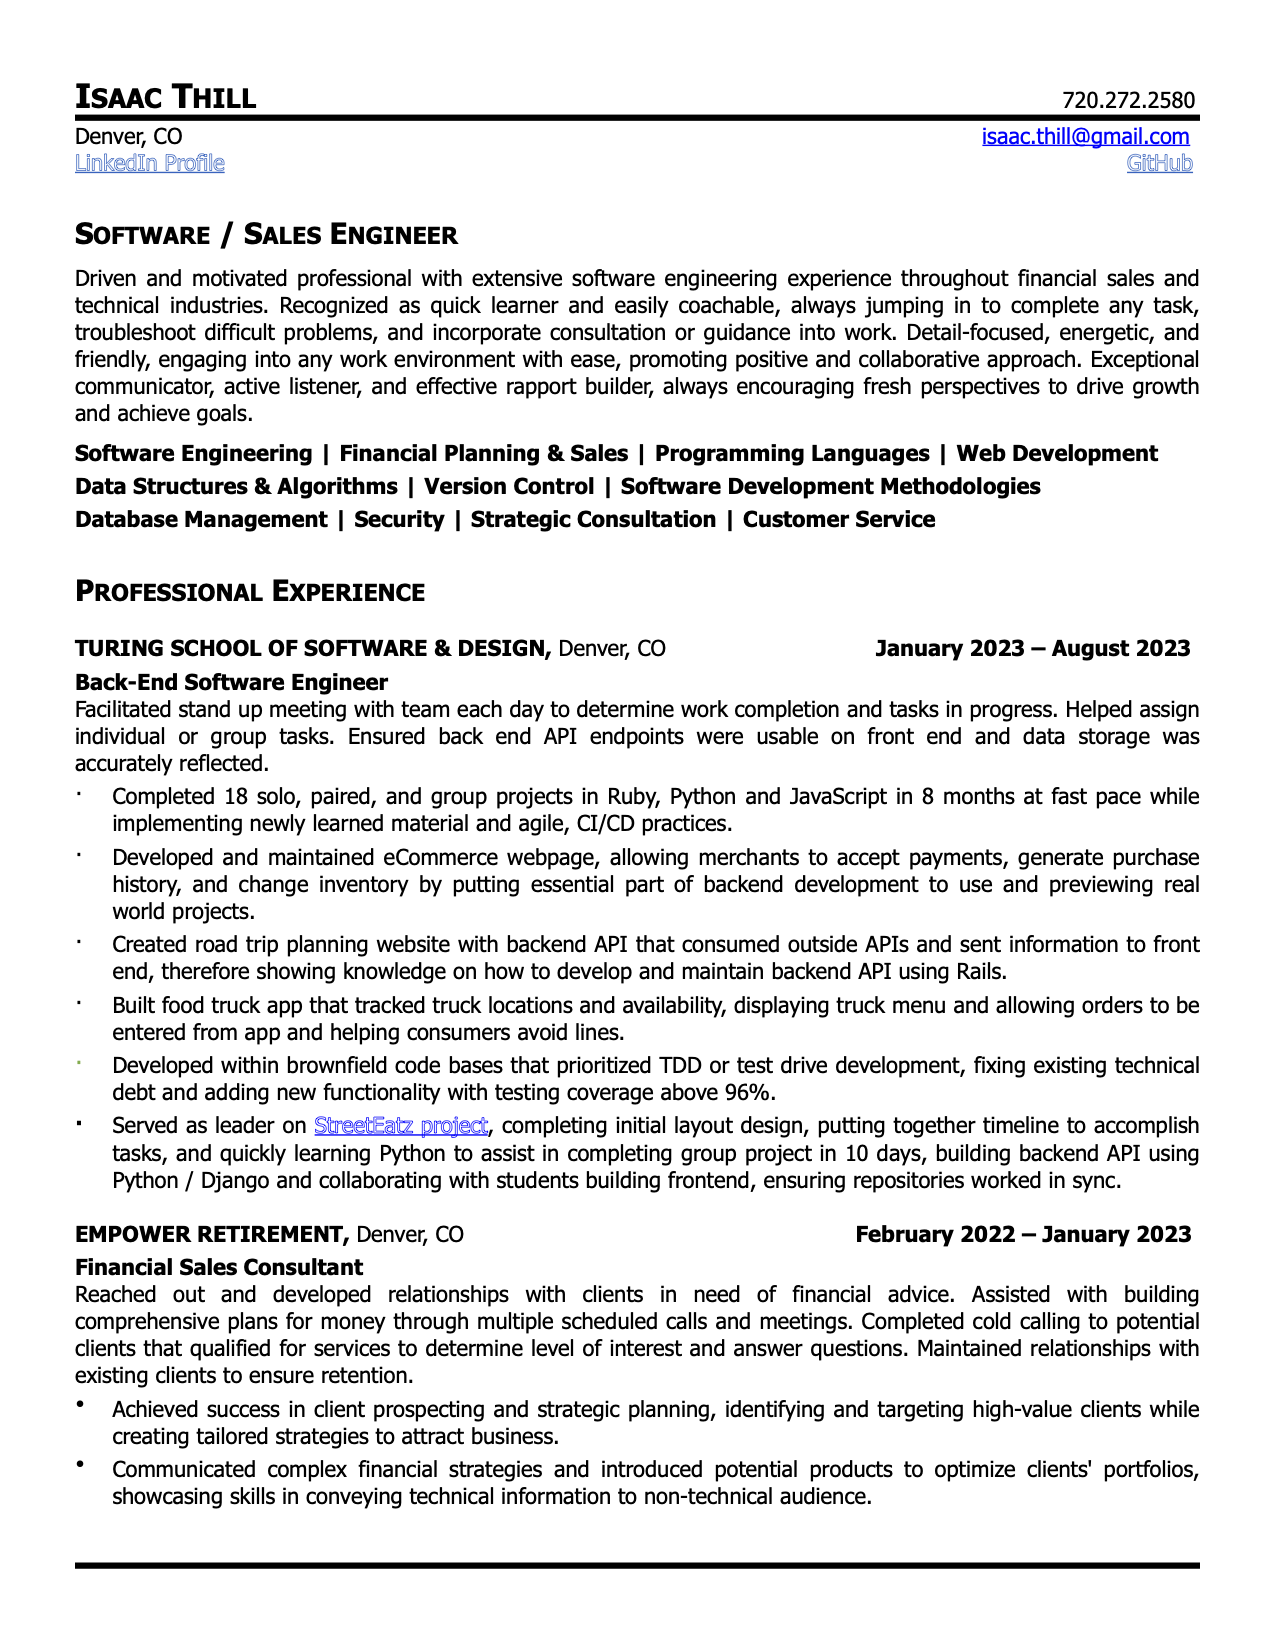 ISAAC THILL 720.272.2580
Denver, CO isaac.thill@gmail.com
LinkedIn Profile GitHub
SOFTWARE / SALES ENGINEER
Driven and motivated professional with extensive software engineering experience throughout financial sales and
technical industries. Recognized as quick learner and easily coachable, always jumping in to complete any task,
troubleshoot difficult problems, and incorporate consultation or guidance into work. Detail-focused, energetic, and
friendly, engaging into any work environment with ease, promoting positive and collaborative approach. Exceptional
communicator, active listener, and effective rapport builder, always encouraging fresh perspectives to drive growth
and achieve goals.
Software Engineering | Financial Planning & Sales | Programming Languages | Web Development
Data Structures & Algorithms | Version Control | Software Development Methodologies
Database Management | Security | Strategic Consultation | Customer Service
PROFESSIONAL EXPERIENCE
TURING SCHOOL OF SOFTWARE & DESIGN, Denver, CO January 2023 – August 2023
Back-End Software Engineer
Facilitated stand up meeting with team each day to determine work completion and tasks in progress. Helped assign
individual or group tasks. Ensured back end API endpoints were usable on front end and data storage was
accurately reflected.
· Completed 18 solo, paired, and group projects in Ruby, Python and JavaScript in 8 months at fast pace while
implementing newly learned material and agile, CI/CD practices.
· Developed and maintained eCommerce webpage, allowing merchants to accept payments, generate purchase
history, and change inventory by putting essential part of backend development to use and previewing real
world projects.
· Created road trip planning website with backend API that consumed outside APIs and sent information to front
end, therefore showing knowledge on how to develop and maintain backend API using Rails.
· Built food truck app that tracked truck locations and availability, displaying truck menu and allowing orders to be
entered from app and helping consumers avoid lines.
· Developed within brownfield code bases that prioritized TDD or test drive development, fixing existing technical
debt and adding new functionality with testing coverage above 96%.
· Served as leader on StreetEatz project, completing initial layout design, putting together timeline to accomplish
tasks, and quickly learning Python to assist in completing group project in 10 days, building backend API using
Python / Django and collaborating with students building frontend, ensuring repositories worked in sync.
EMPOWER RETIREMENT, Denver, CO February 2022 – January 2023
Financial Sales Consultant
Reached out and developed relationships with clients in need of financial advice. Assisted with building
comprehensive plans for money through multiple scheduled calls and meetings. Completed cold calling to potential
clients that qualified for services to determine level of interest and answer questions. Maintained relationships with
existing clients to ensure retention.
• Achieved success in client prospecting and strategic planning, identifying and targeting high-value clients while
creating tailored strategies to attract business.
• Communicated complex financial strategies and introduced potential products to optimize clients' portfolios,
showcasing skills in conveying technical information to non-technical audience.